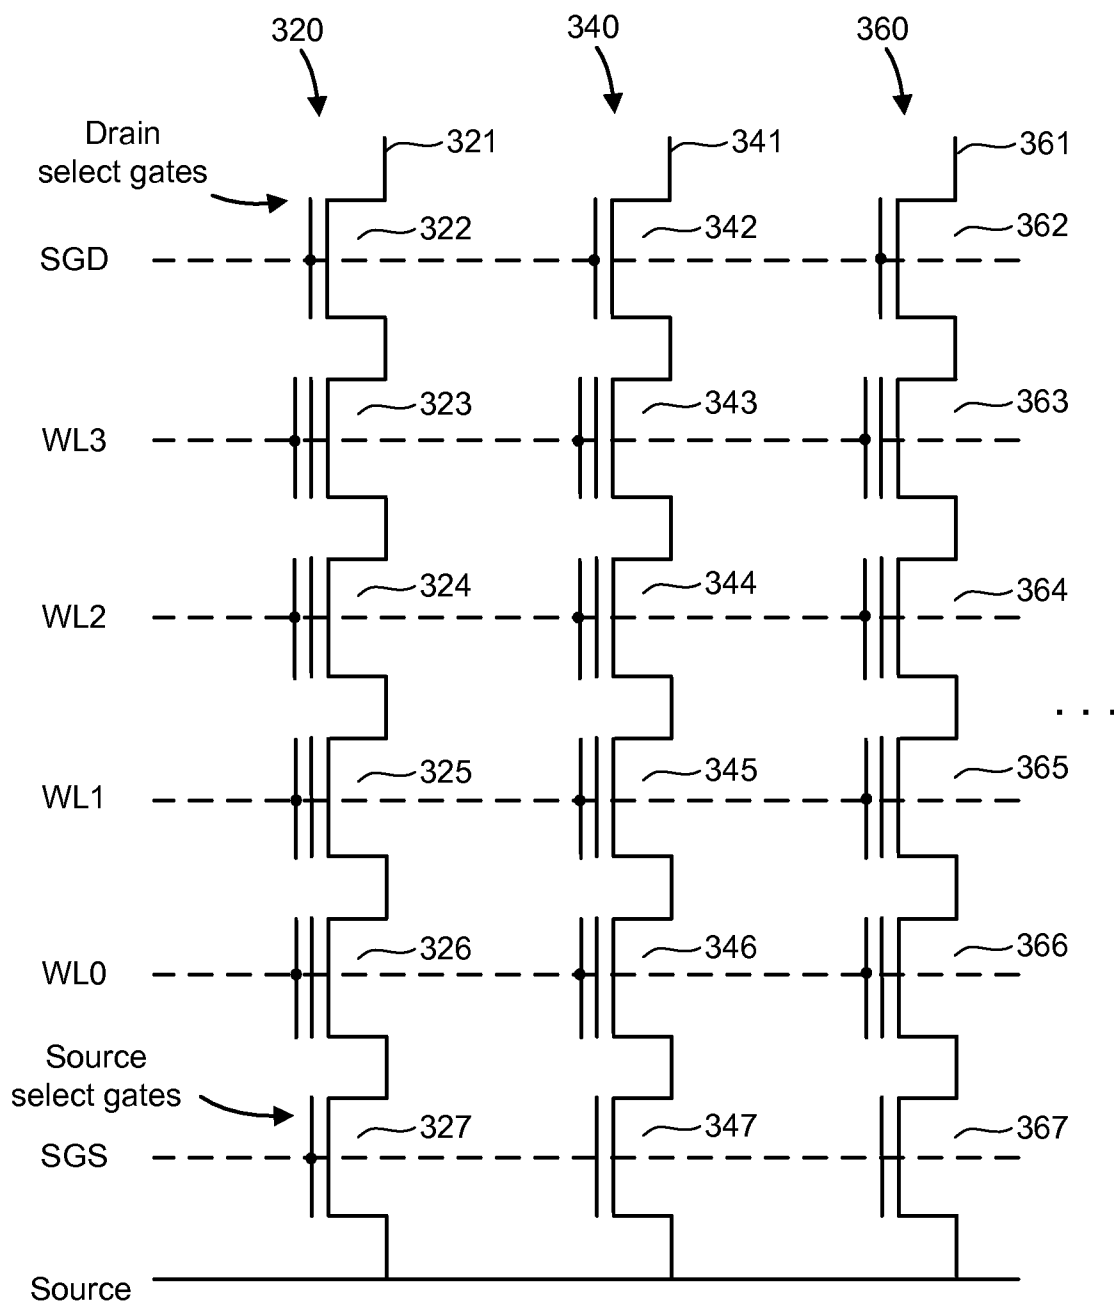 320 340 360
Drain
select gates
321 341 361
322 342 362
SGD
323 343 363
WL3
324 344 364
WL2
. . .
325 345 365
WL1
326 346 366
WL0
Source
select gates
327 347 367
SGS
Source